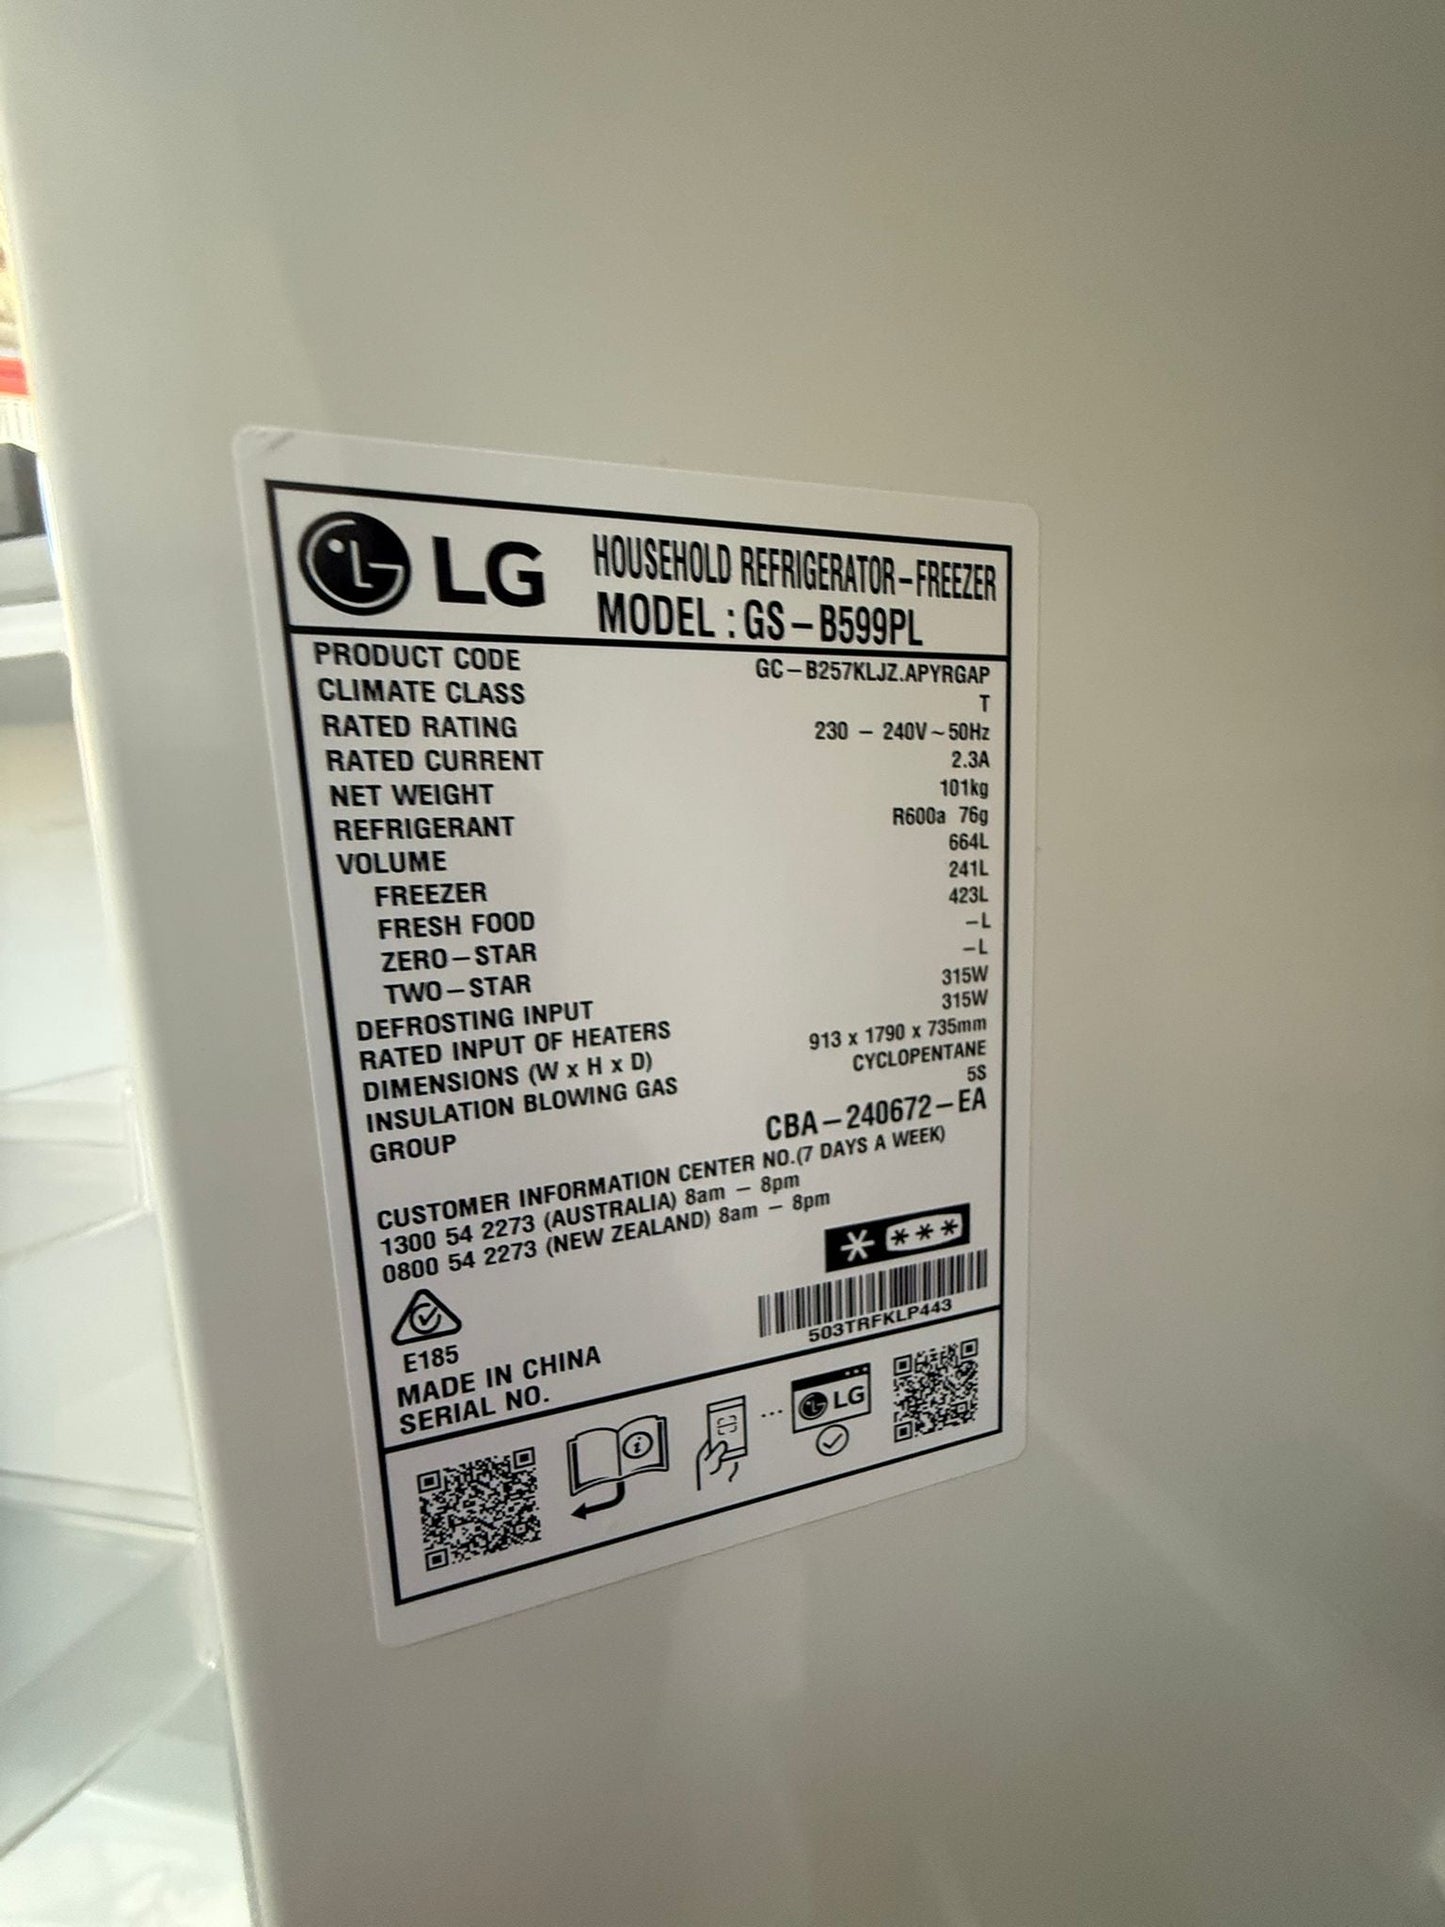 LG HOUSEHOLD REFRIGERATOR-FREEZER
MODEL : GS-B599PL
PRODUCT CODE GC-B257KLJZ.APYRGAP
CLIMATE CLASS T
RATED RATING 230 - 240V~50Hz
RATED CURRENT 2.3A
NET WEIGHT 101kg
REFRIGERANT R600a 76g
VOLUME 664L
FREEZER 241L
FRESH FOOD 423L
ZERO-STAR -L
TWO-STAR -L
DEFROSTING INPUT 315W
RATED INPUT OF HEATERS 315W
DIMENSIONS (W x H x D) 913 x 1790 x 735mm
INSULATION BLOWING GAS CYCLOPENTANE
GROUP 5S
CBA-240672-EA
CUSTOMER INFORMATION CENTER NO.(7 DAYS A WEEK)
1300 54 2273 (AUSTRALIA) 8am - 8pm
0800 54 2273 (NEW ZEALAND) 8am - 8pm
E185
MADE IN CHINA
SERIAL NO. 503TRFKLP443
LG